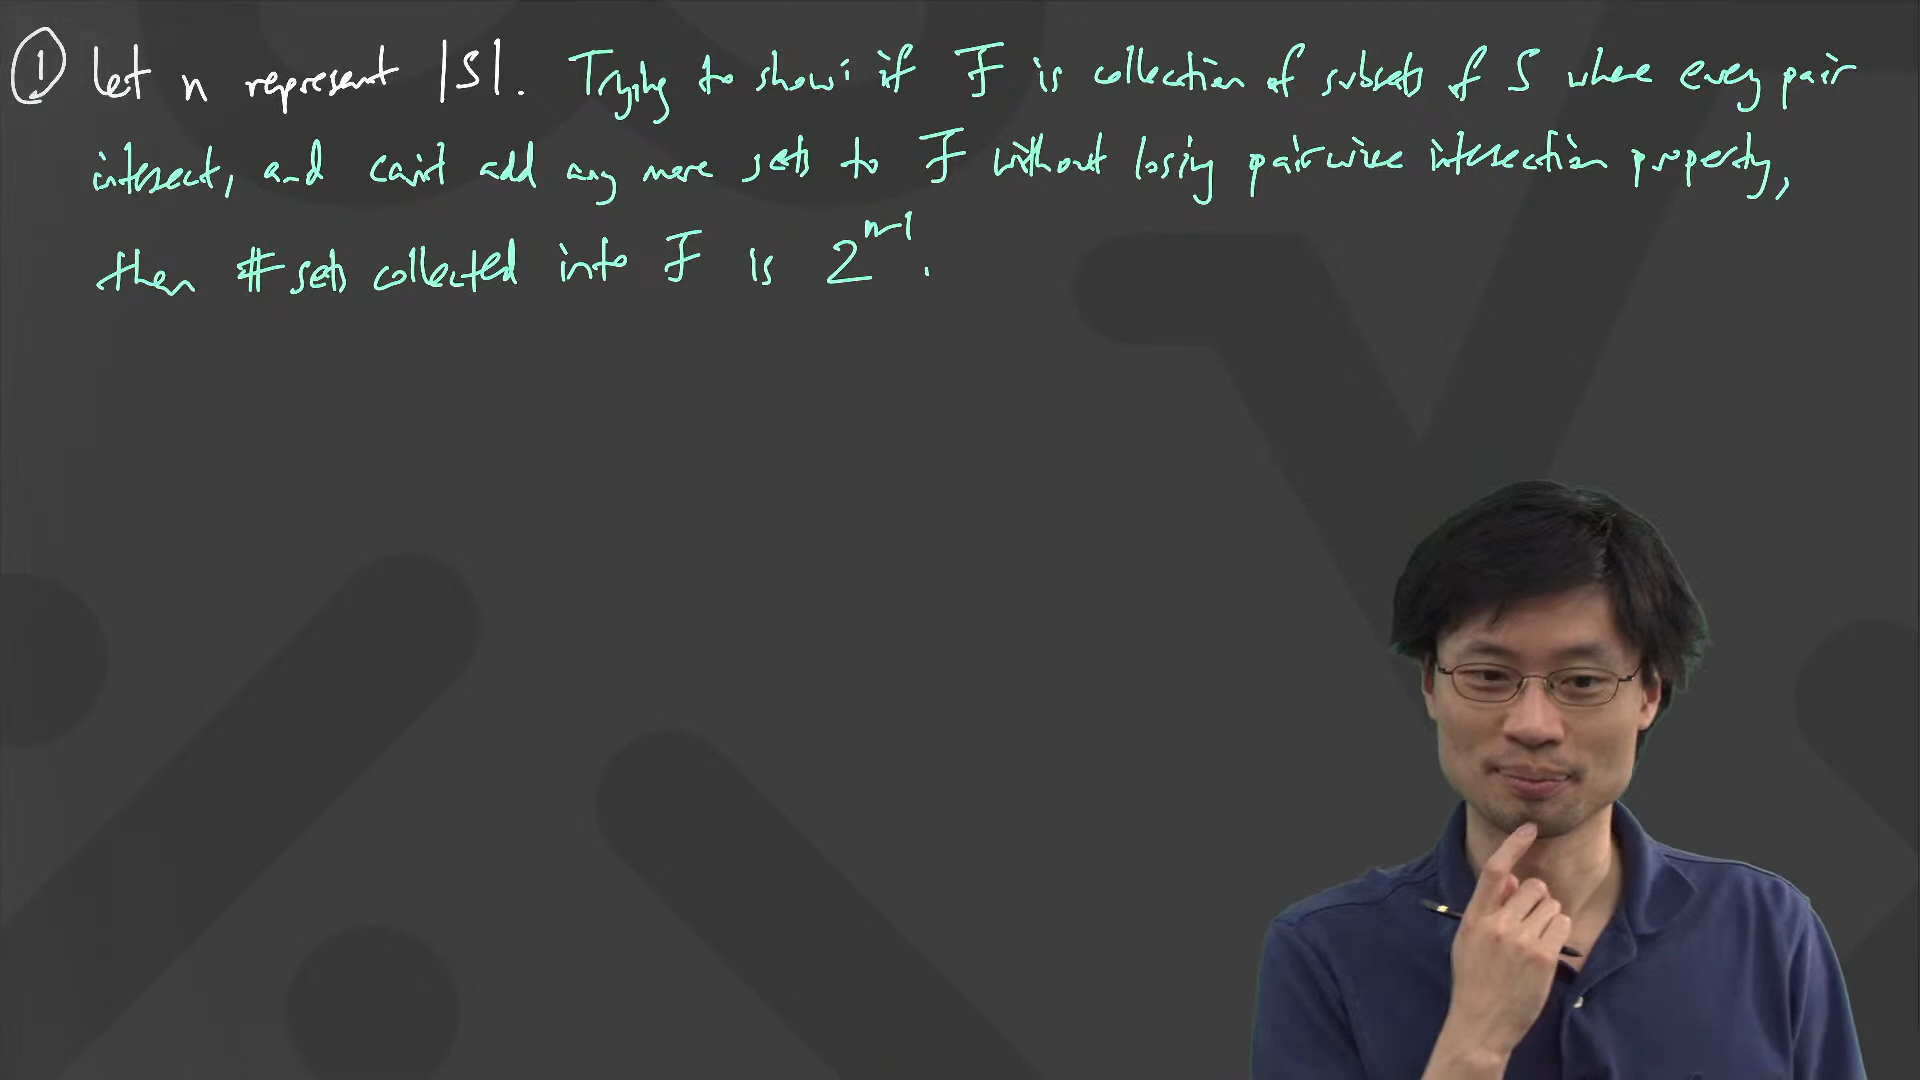 ① Let n represent |S|. Trying to show: if F is collection of subsets of S where every pair
intersect, and can't add any more sets to F without losing pairwise intersection property,
then # sets collected into F is 2^{n-1}.